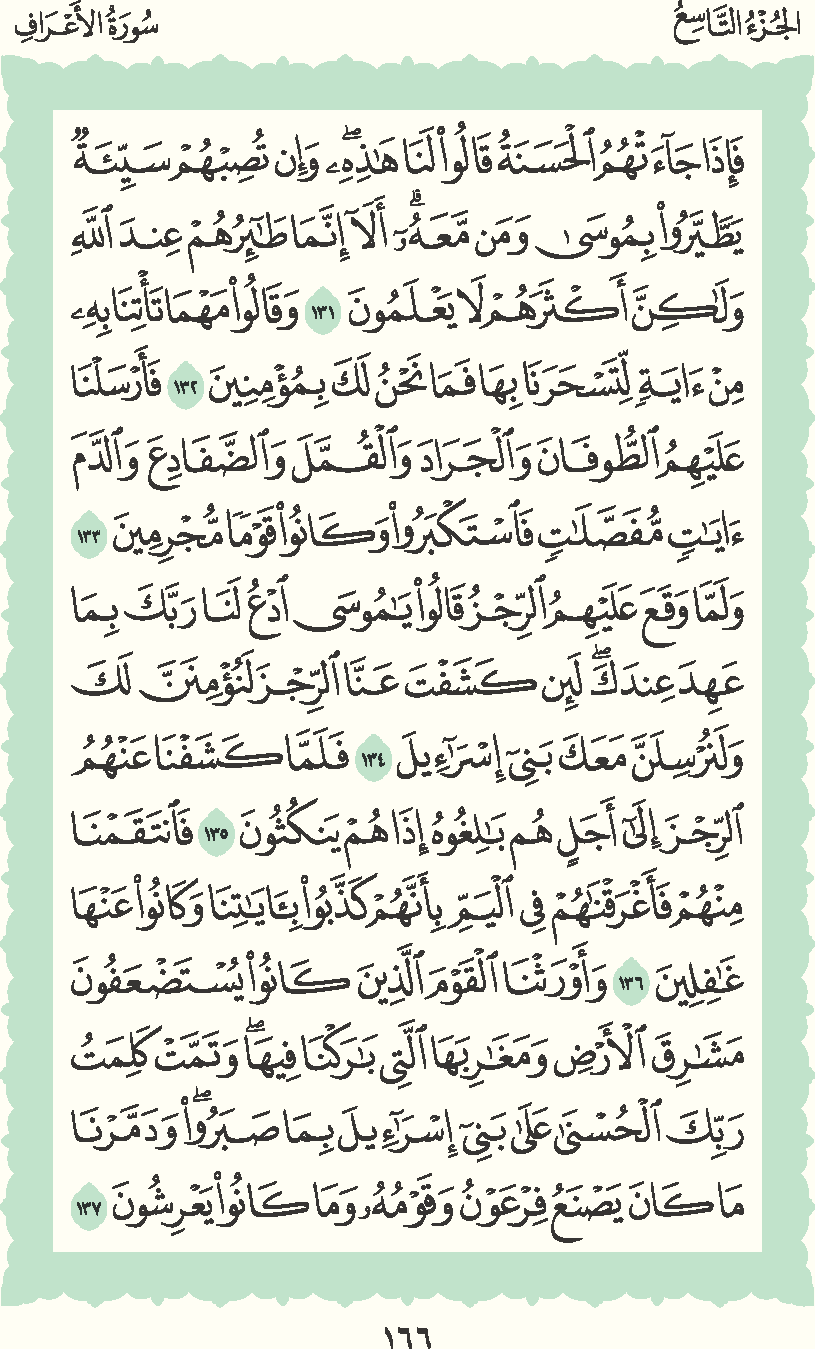 الجُزْءُ التَّاسِعُ
سُورَةُ الأَعْرَافِ
فَإِذَا جَآءَتْهُمُ ٱلْحَسَنَةُ قَالُوا۟ لَنَا هَٰذِهِۦۖ وَإِن تُصِبْهُمْ سَيِّئَةٌۭ
يَطَّيَّرُوا۟ بِمُوسَىٰ وَمَن مَّعَهُۥٓۗ أَلَآ إِنَّمَا طَٰٓئِرُهُمْ عِندَ ٱللَّهِ
وَلَٰكِنَّ أَكْثَرَهُمْ لَا يَعْلَمُونَ ١٣١ وَقَالُوا۟ مَهْمَا تَأْتِنَا بِهِۦ
مِنْ ءَايَةٍۢ لِّتَسْحَرَنَا بِهَا فَمَا نَحْنُ لَكَ بِمُؤْمِنِينَ ١٣٢ فَأَرْسَلْنَا
عَلَيْهِمُ ٱلطُّوفَانَ وَٱلْجَرَادَ وَٱلْقُمَّلَ وَٱلضَّفَادِعَ وَٱلدَّمَ
ءَايَٰتٍۢ مُّفَصَّلَٰتٍۢ فَٱسْتَكْبَرُوا۟ وَكَانُوا۟ قَوْمًۭا مُّجْرِمِينَ ١٣٣
وَلَمَّا وَقَعَ عَلَيْهِمُ ٱلرِّجْزُ قَالُوا۟ يَٰمُوسَى ٱدْعُ لَنَا رَبَّكَ بِمَا
عَهِدَ عِندَكَۖ لَئِن كَشَفْتَ عَنَّا ٱلرِّجْزَ لَنُؤْمِنَنَّ لَكَ
وَلَنُرْسِلَنَّ مَعَكَ بَنِىٓ إِسْرَٰٓءِيلَ ١٣٤ فَلَمَّا كَشَفْنَا عَنْهُمُ
ٱلرِّجْزَ إِلَىٰٓ أَجَلٍ هُم بَٰلِغُوهُ إِذَا هُمْ يَنكُثُونَ ١٣٥ فَٱنتَقَمْنَا
مِنْهُمْ فَأَغْرَقْنَٰهُمْ فِى ٱلْيَمِّ بِأَنَّهُمْ كَذَّبُوا۟ بِـَٔايَٰتِنَا وَكَانُوا۟ عَنْهَا
غَٰفِلِينَ ١٣٦ وَأَوْرَثْنَا ٱلْقَوْمَ ٱلَّذِينَ كَانُوا۟ يُسْتَضْعَفُونَ
مَشَٰرِقَ ٱلْأَرْضِ وَمَغَٰرِبَهَا ٱلَّتِى بَٰرَكْنَا فِيهَاۖ وَتَمَّتْ كَلِمَتُ
رَبِّكَ ٱلْحُسْنَىٰ عَلَىٰ بَنِىٓ إِسْرَٰٓءِيلَ بِمَا صَبَرُوا۟ۖ وَدَمَّرْنَا
مَا كَانَ يَصْنَعُ فِرْعَوْنُ وَقَوْمُهُۥ وَمَا كَانُوا۟ يَعْرِشُونَ ١٣٧
١٦٦